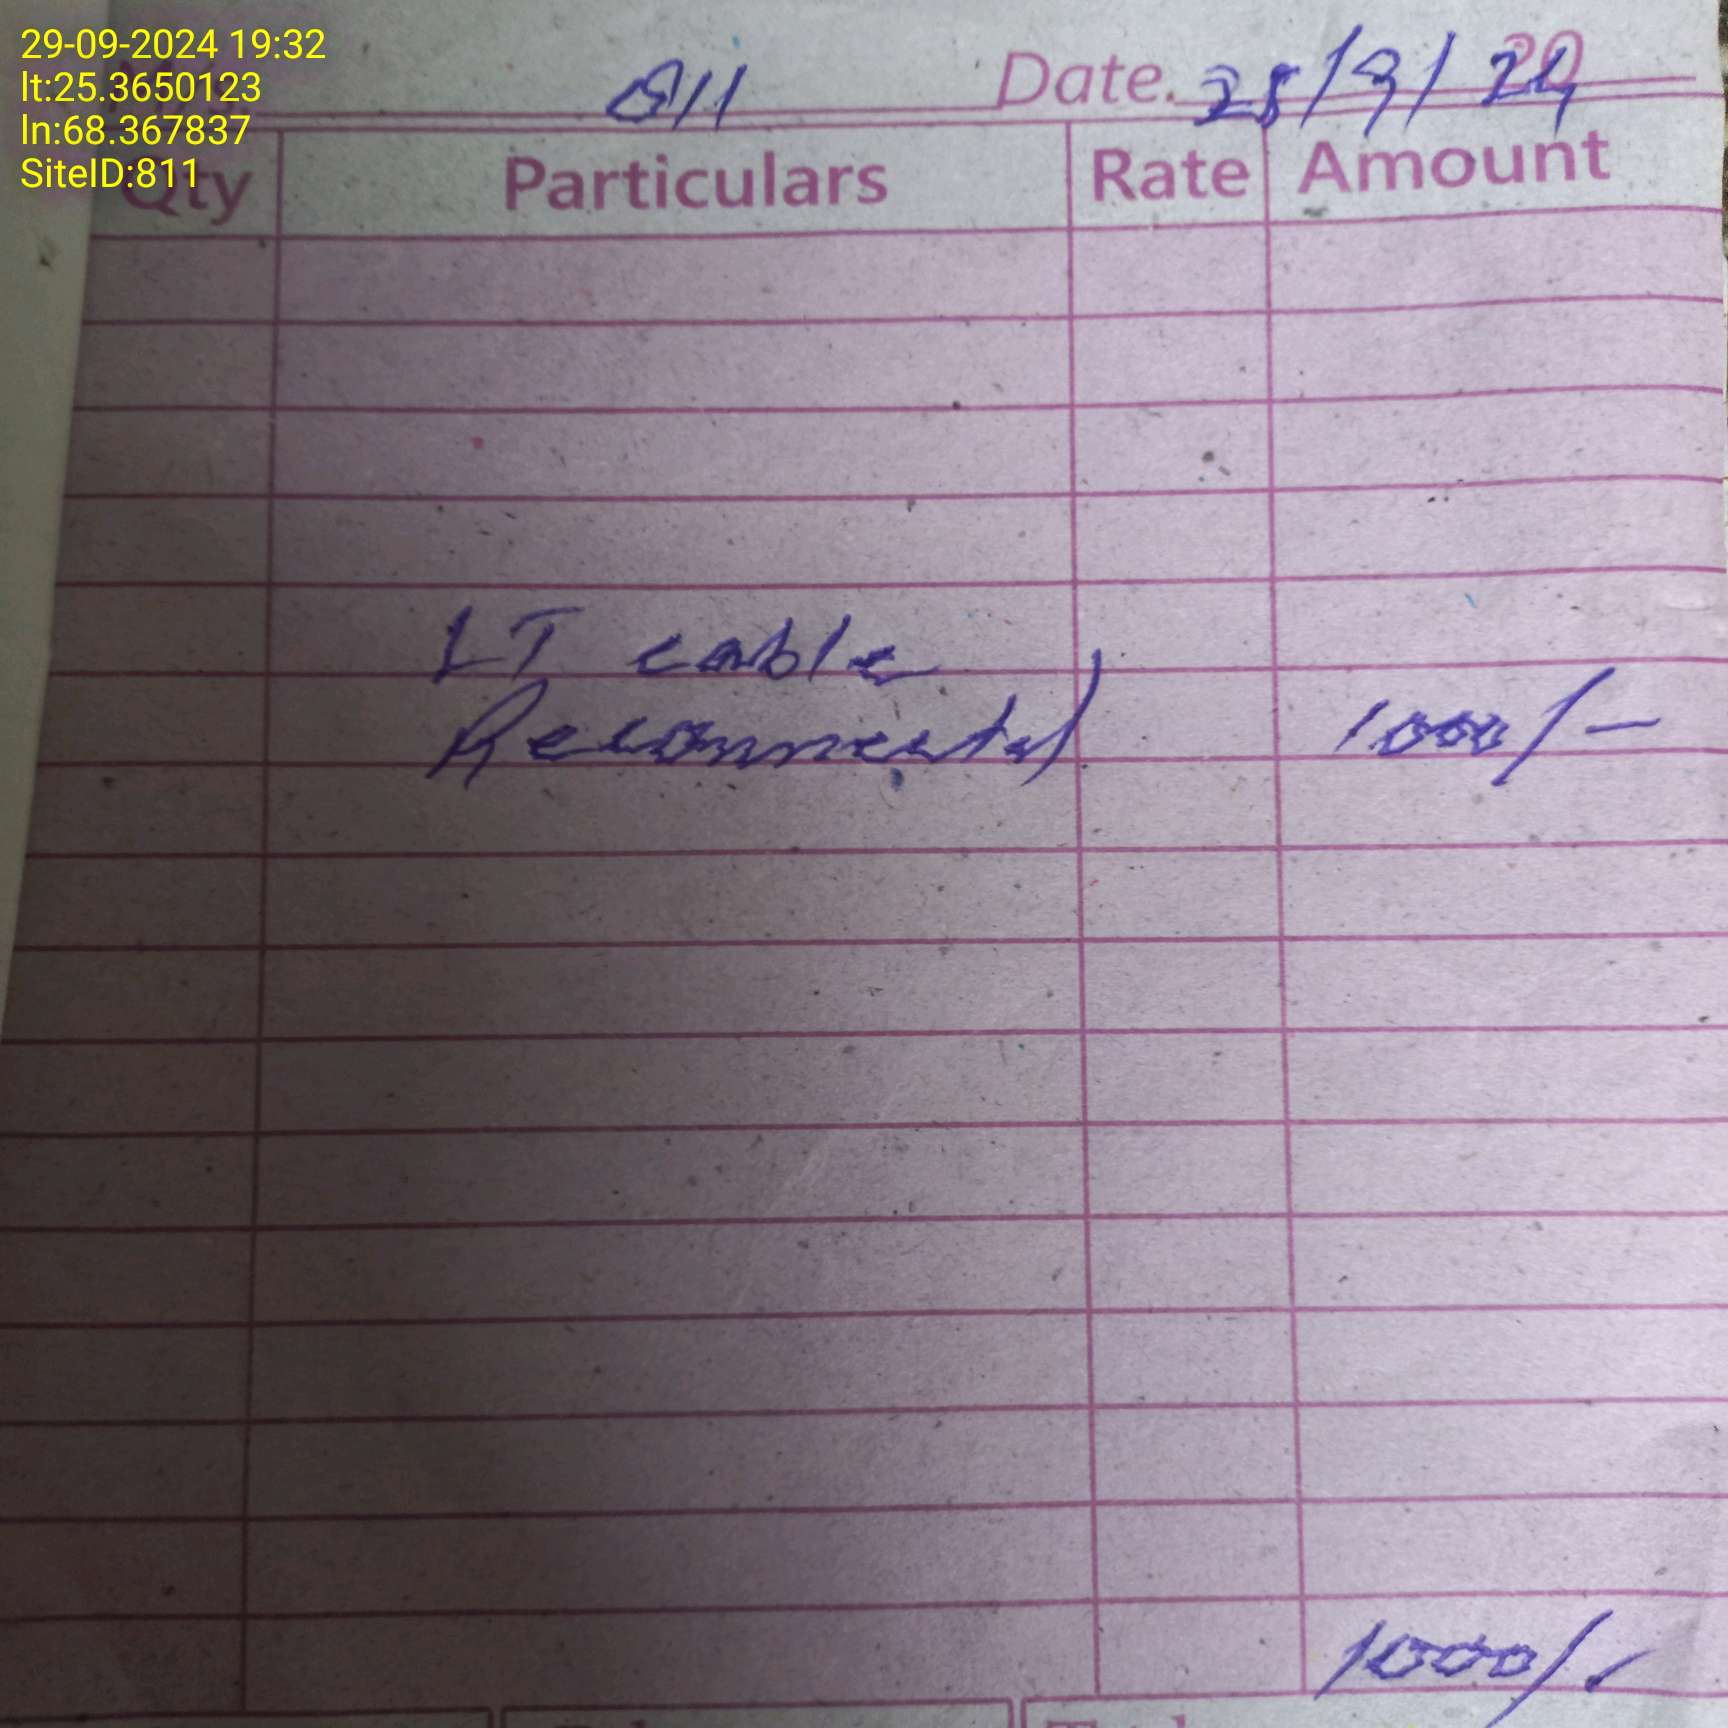 29-09-2024 19:32
lt:25.3650123
ln:68.367837
SiteID:811
811 Date. 28/9/24
Qty Particulars Rate Amount
LT cable
1000/-
1000/-